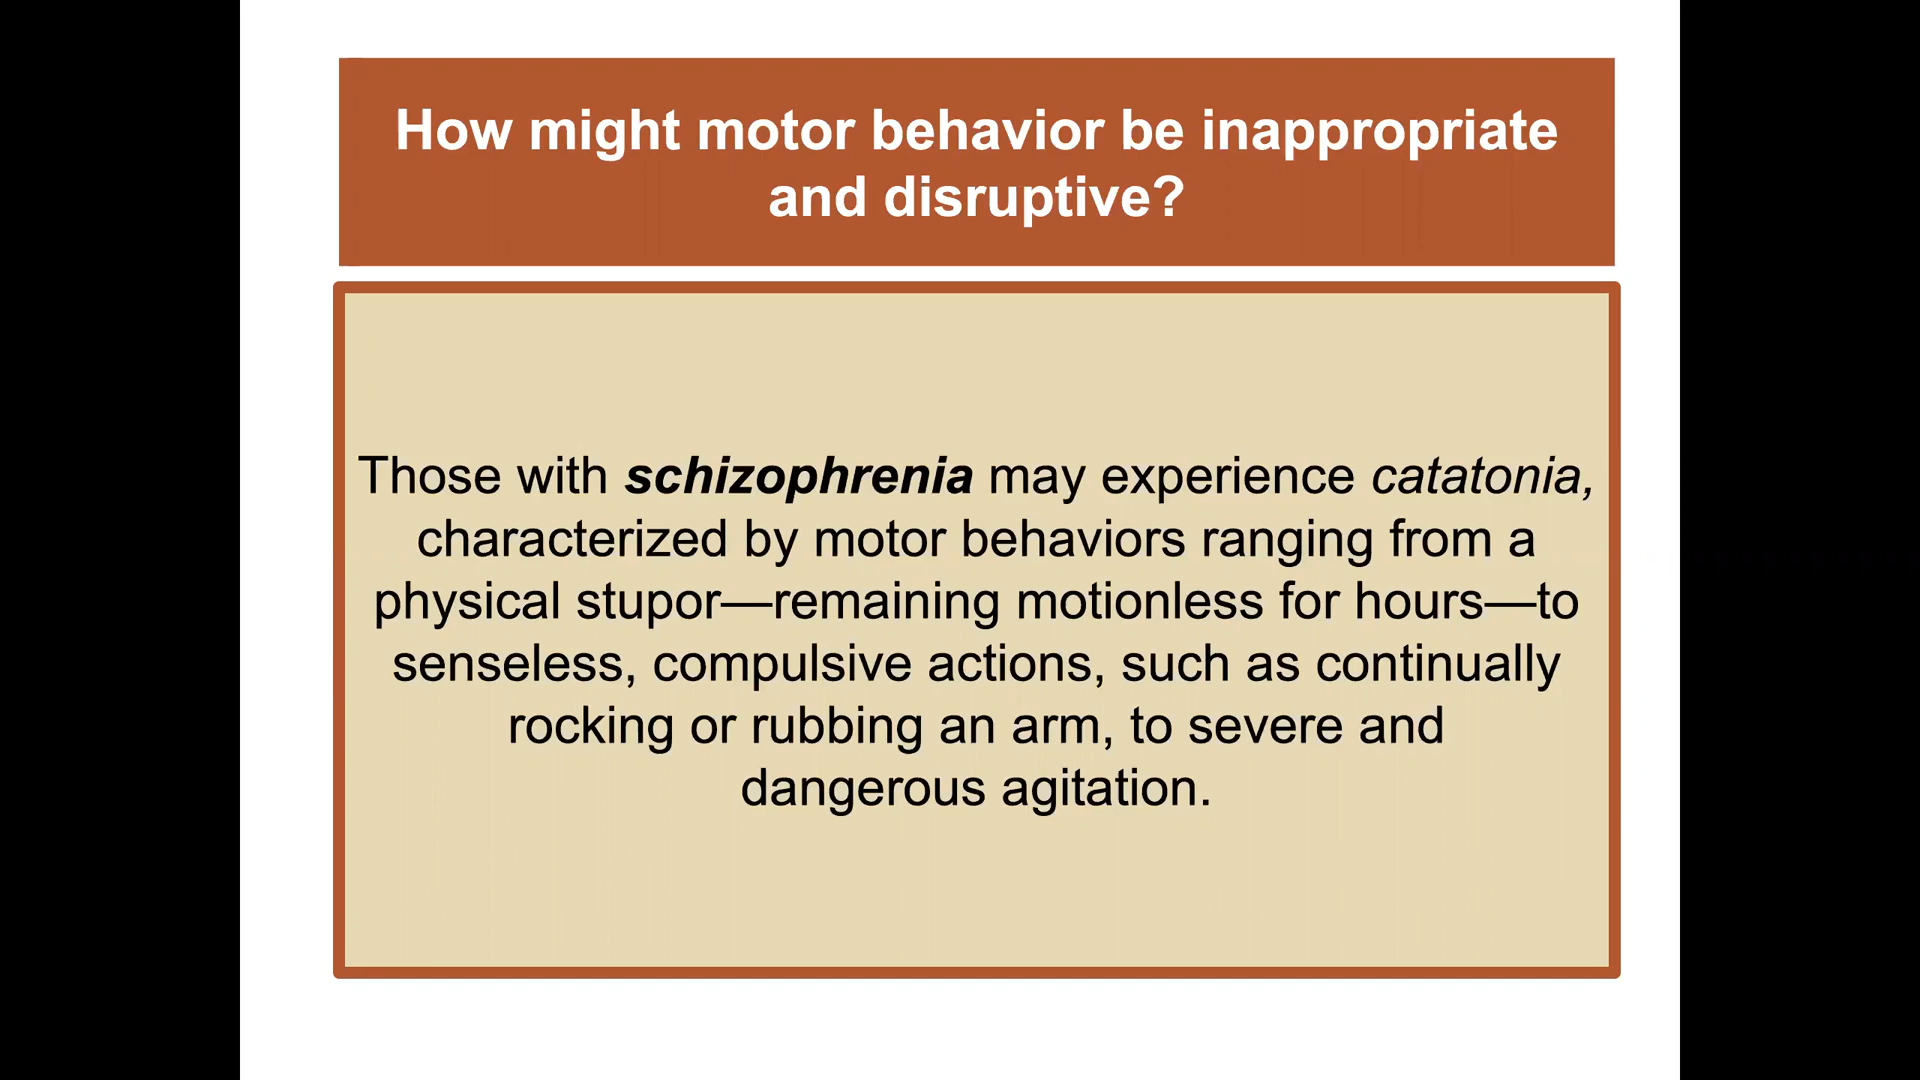 How might motor behavior be inappropriate
and disruptive?
Those with schizophrenia may experience catatonia,
characterized by motor behaviors ranging from a
physical stupor—remaining motionless for hours—to
senseless, compulsive actions, such as continually
rocking or rubbing an arm, to severe and
dangerous agitation.